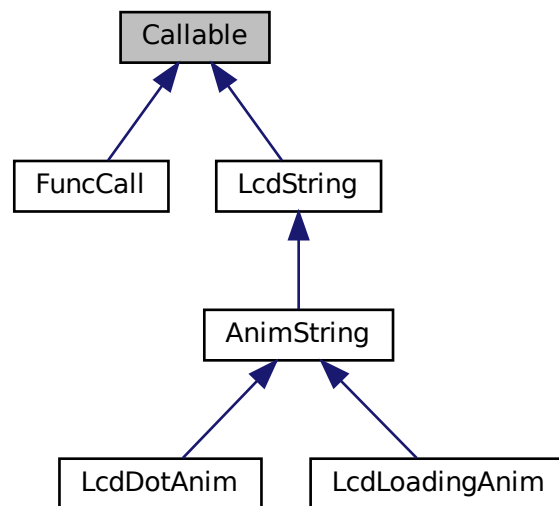 Callable
FuncCall
LcdString
AnimString
LcdDotAnim
LcdLoadingAnim